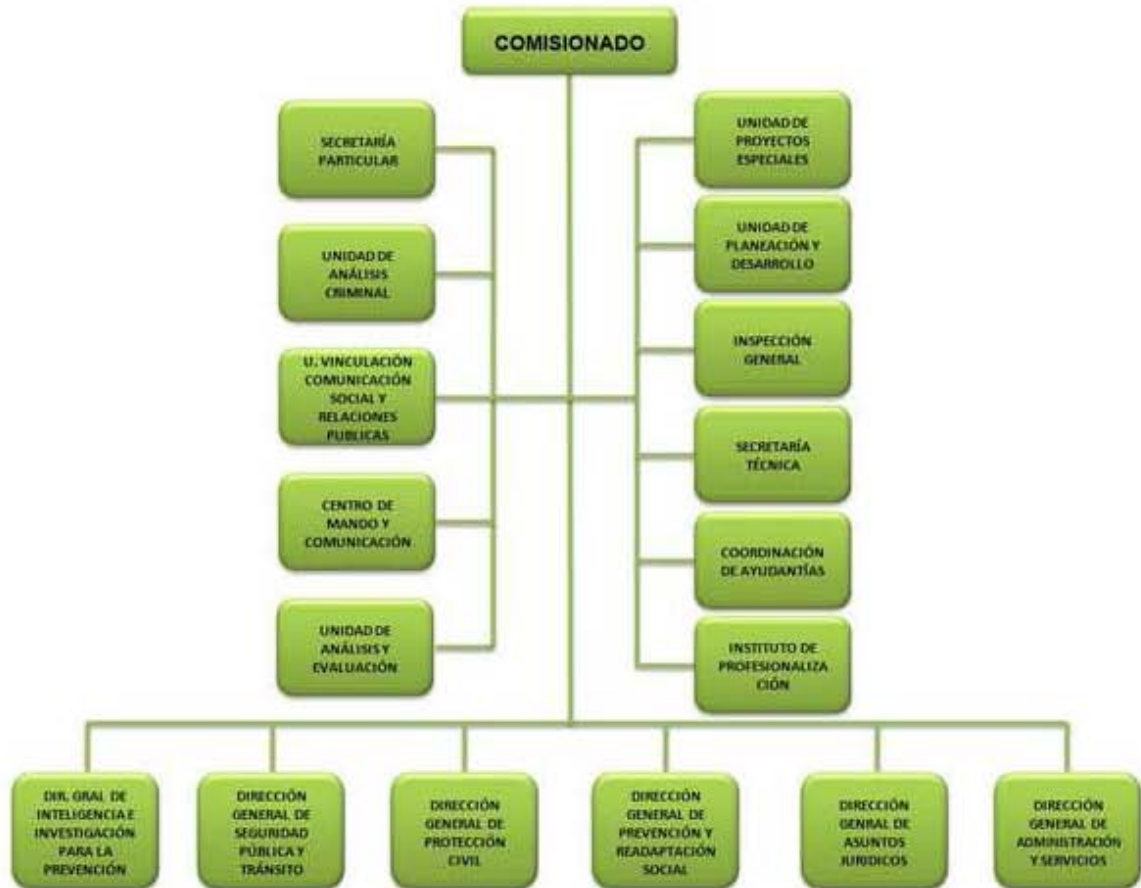 COMISIONADO
SECRETARÍA
PARTICULAR
UNIDAD DE
ANÁLISIS
CRIMINAL
U. VINCULACIÓN
COMUNICACIÓN
SOCIAL Y
RELACIONES
PUBLICAS
CENTRO DE
MANDO Y
COMUNICACIÓN
UNIDAD DE
ANÁLISIS Y
EVALUACIÓN
UNIDAD DE
PROYECTOS
ESPECIALES
UNIDAD DE
PLANEACIÓN Y
DESARROLLO
INSPECCIÓN
GENERAL
SECRETARÍA
TÉCNICA
COORDINACIÓN
DE AYUDANTÍAS
INSTITUTO DE
PROFESIONALIZA
CIÓN
DIR. GRAL DE
INTELIGENCIA E
INVESTIGACIÓN
PARA LA
PREVENCIÓN
DIRECCIÓN
GENERAL DE
SEGURIDAD
PÚBLICA Y
TRÁNSITO
DIRECCIÓN
GENERAL DE
PROTECCIÓN
CIVIL
DIRECCIÓN
GENERAL DE
PREVENCIÓN Y
READAPTACIÓN
SOCIAL
DIRECCIÓN
GENRAL DE
ASUNTOS
JURIDICOS
DIRECCIÓN
GENERAL DE
ADMINISTRACIÓN
Y SERVICIOS